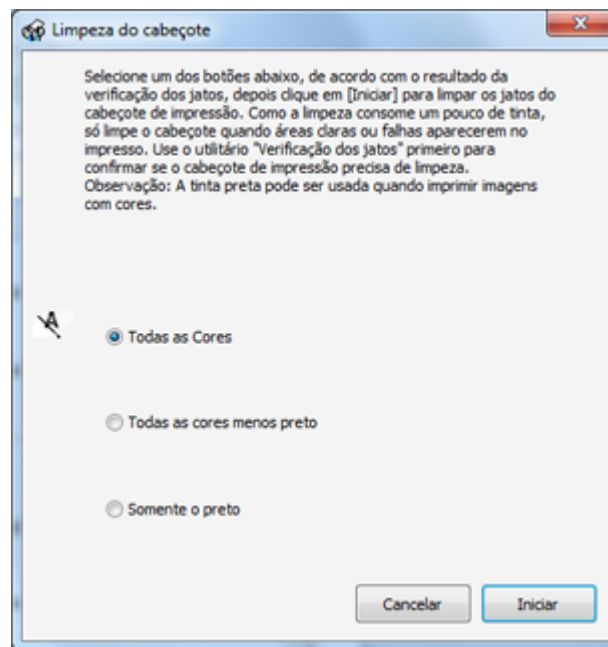 Limpeza do cabeçote
Selecione um dos botões abaixo, de acordo com o resultado da
verificação dos jatos, depois clique em [Iniciar] para limpar os jatos do
cabeçote de impressão. Como a limpeza consome um pouco de tinta,
só limpe o cabeçote quando áreas claras ou falhas aparecerem no
impresso. Use o utilitário "Verificação dos jatos" primeiro para
confirmar se o cabeçote de impressão precisa de limpeza.
Observação: A tinta preta pode ser usada quando imprimir imagens
com cores.
A
Todas as Cores
Todas as cores menos preto
Somente o preto
Cancelar
Iniciar